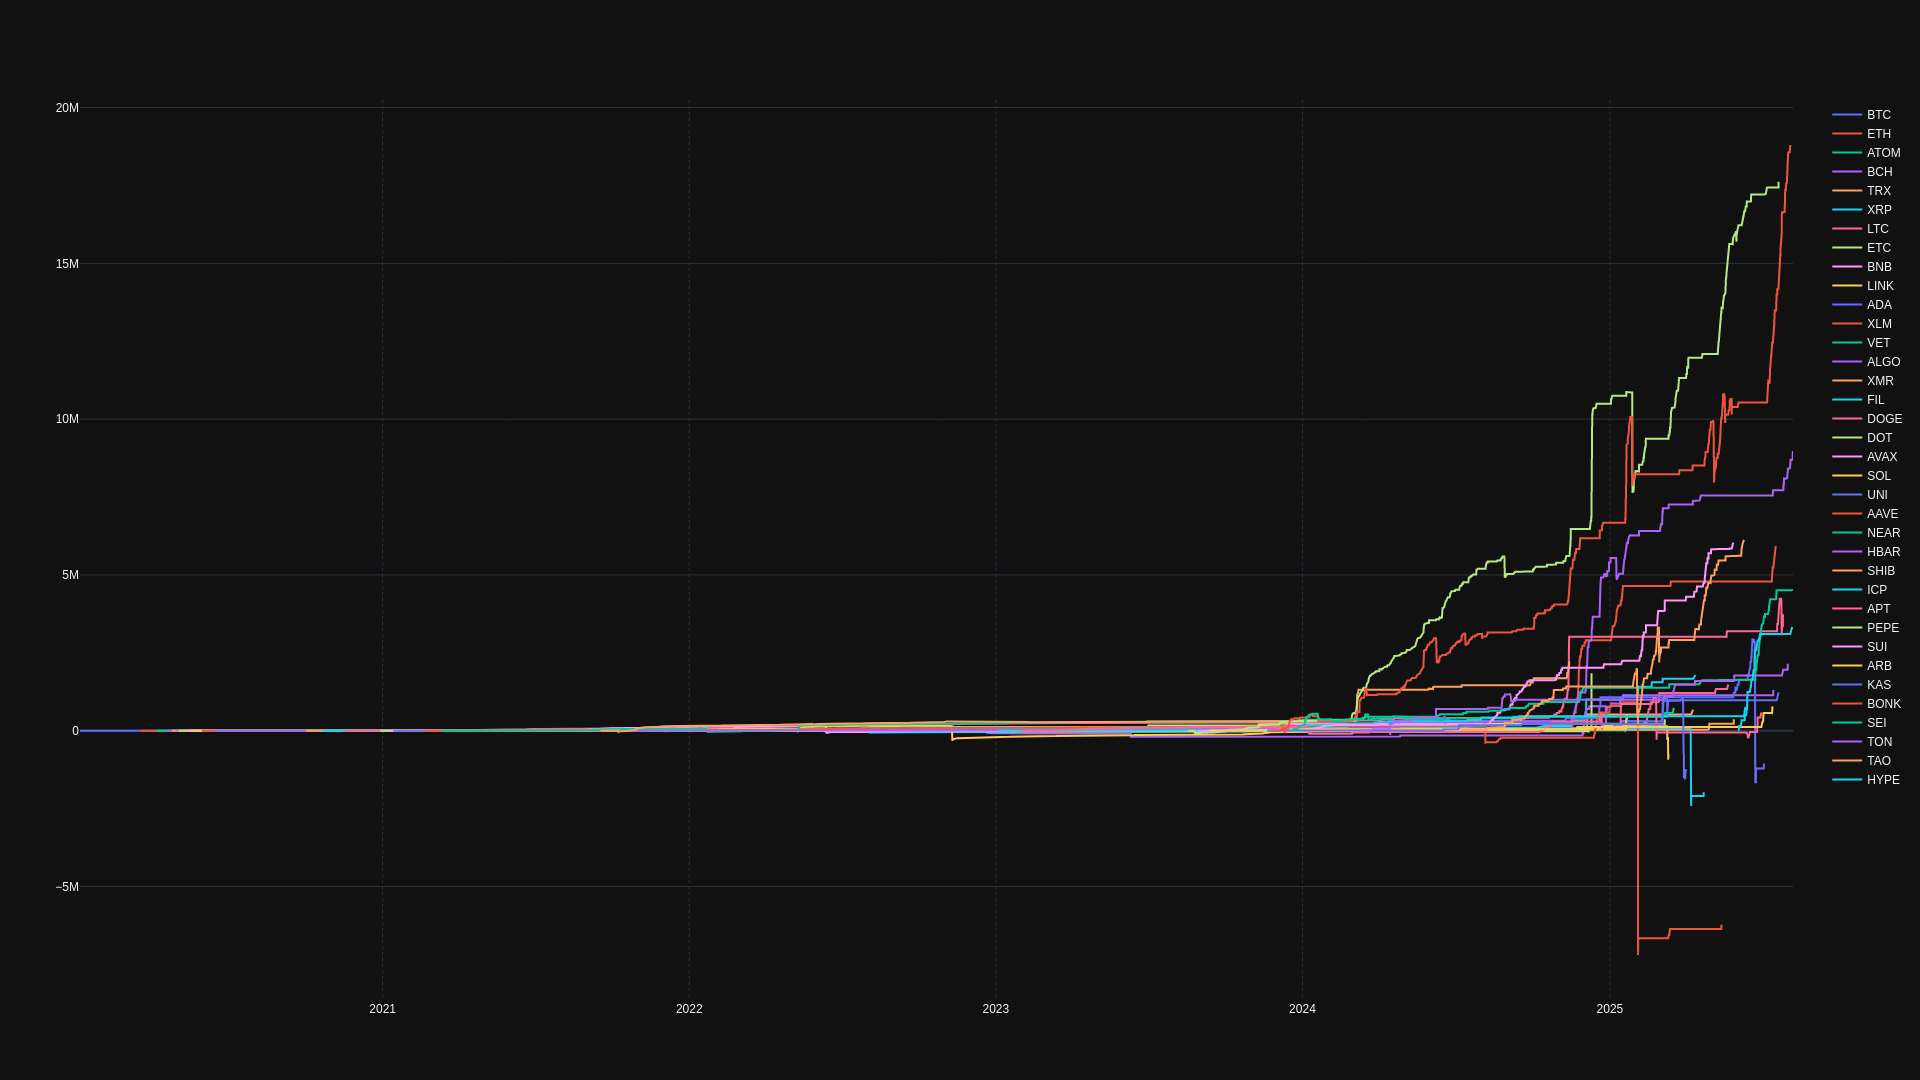 20M
15M
10M
5M
0
−5M
2021
2022
2023
2024
2025
BTC
ETH
ATOM
BCH
TRX
XRP
LTC
ETC
BNB
LINK
ADA
XLM
VET
ALGO
XMR
FIL
DOGE
DOT
AVAX
SOL
UNI
AAVE
NEAR
HBAR
SHIB
ICP
APT
PEPE
SUI
ARB
KAS
BONK
SEI
TON
TAO
HYPE